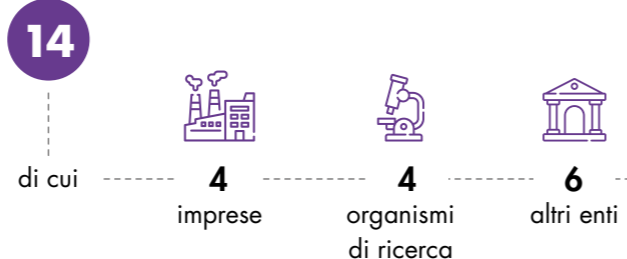 14
di cui
4
imprese
4
organismi
di ricerca
6
altri enti